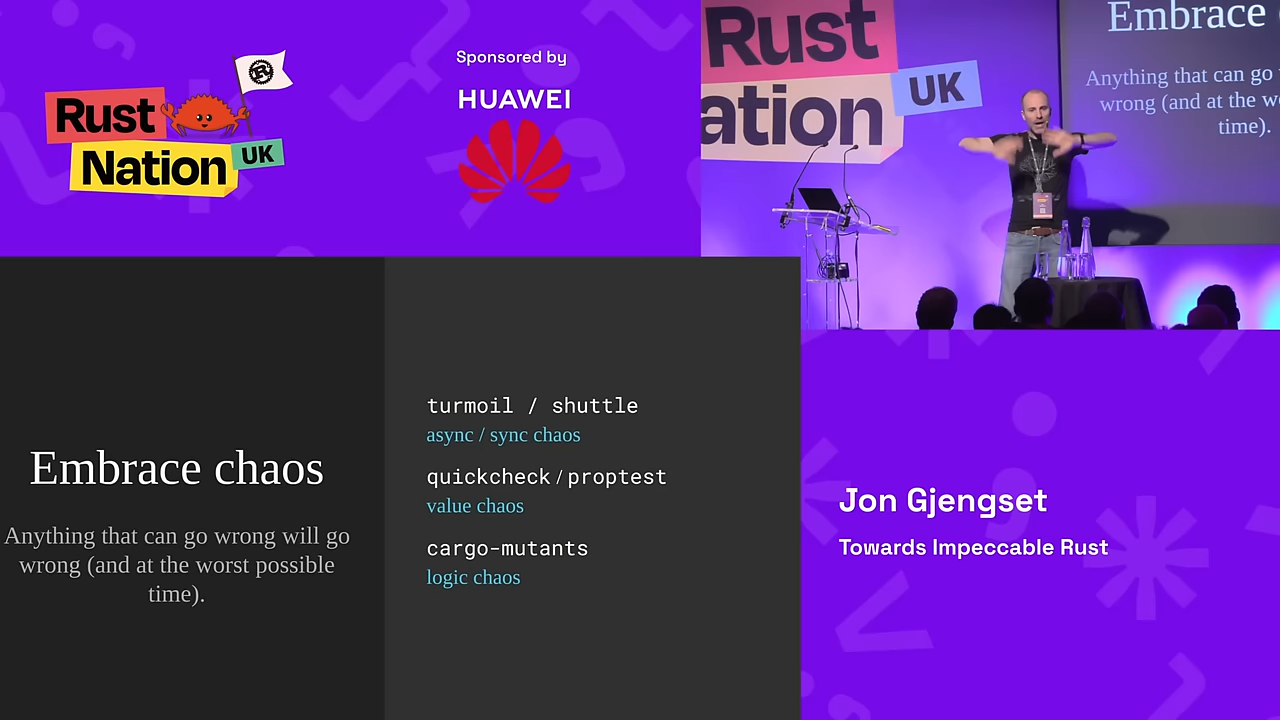 Rust
Nation
UK
Sponsored by
HUAWEI
Rust
ation
UK
Embrace
Anything that can go
wrong (and at the wo
time).
Embrace chaos
Anything that can go wrong will go
wrong (and at the worst possible
time).
turmoil / shuttle
async / sync chaos
quickcheck / proptest
value chaos
cargo-mutants
logic chaos
Jon Gjengset
Towards Impeccable Rust